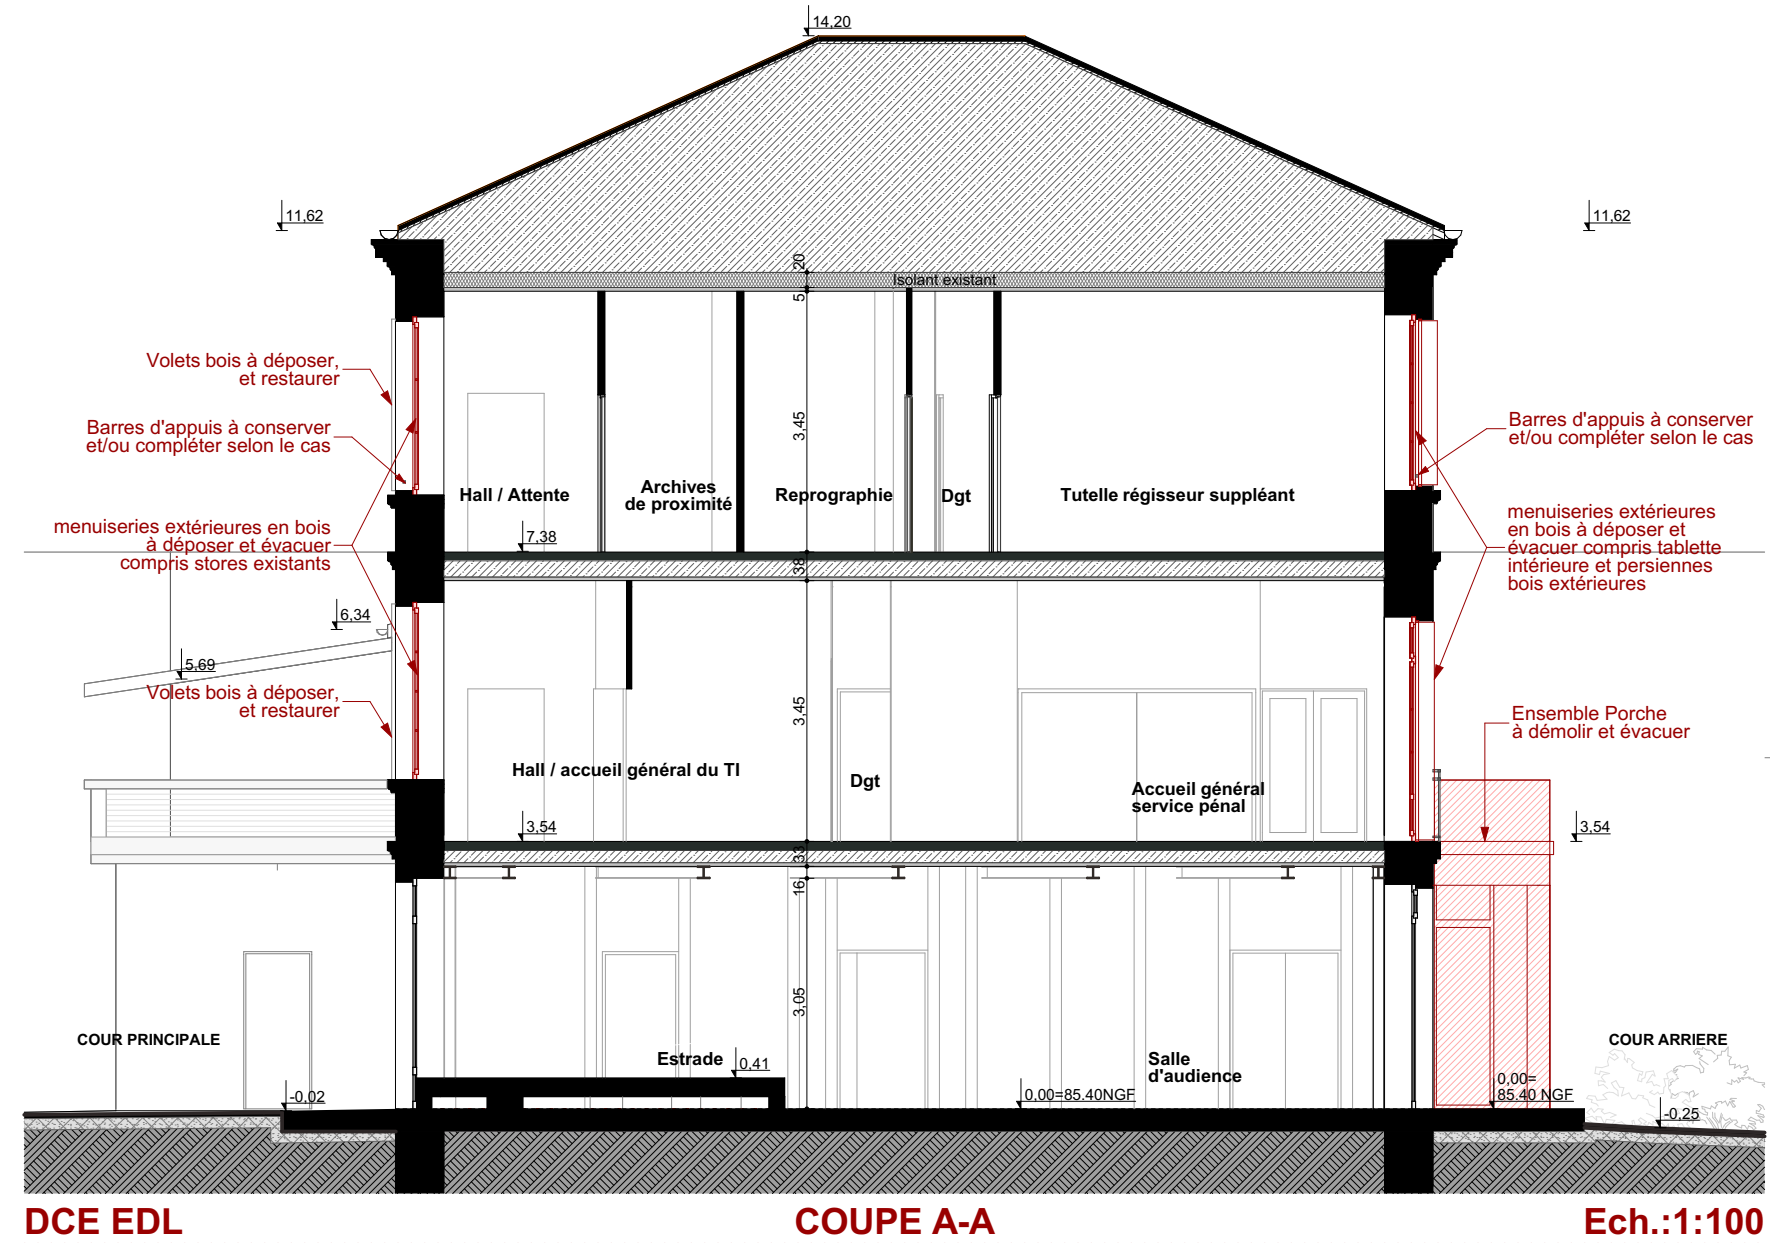 14,20
11,62
11,62
20
Isolant existant
5
Volets bois à déposer,
et restaurer
Barres d'appuis à conserver
et/ou compléter selon le cas
3,45
Barres d'appuis à conserver
et/ou compléter selon le cas
Hall / Attente
Archives
de proximité
Reprographie
Dgt
Tutelle régisseur suppléant
menuiseries extérieures en bois
à déposer et évacuer
compris stores existants
7,38
menuiseries extérieures
en bois à déposer et
évacuer compris tablette
intérieure et persiennes
bois extérieures
38
6,34
5,69
Volets bois à déposer,
et restaurer
3,45
Ensemble Porche
à démolir et évacuer
Hall / accueil général du TI
Dgt
Accueil général
service pénal
3,54
3,54
33
16
3,05
COUR PRINCIPALE
COUR ARRIERE
Estrade
0,41
Salle
d'audience
-0,02
0,00=85.40NGF
0,00=
85.40 NGF
-0,25
DCE EDL
COUPE A-A
Ech.:1:100